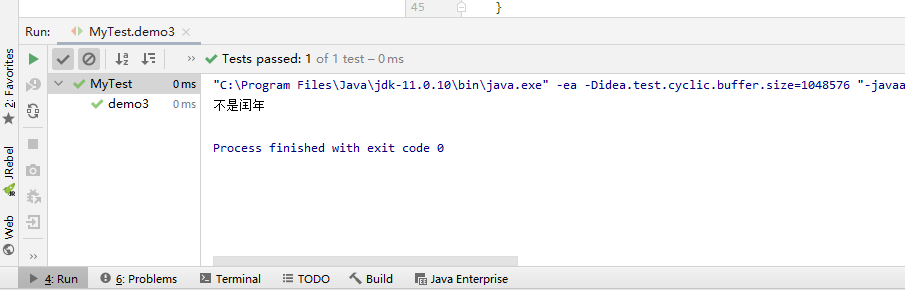 45 }
Run: MyTest.demo3
Tests passed: 1 of 1 test – 0 ms
MyTest 0 ms
demo3 0 ms
"C:\Program Files\Java\jdk-11.0.10\bin\java.exe" -ea -Didea.test.cyclic.buffer.size=1048576 "-javaa
不是闰年
Process finished with exit code 0
2: Favorites
JRebel
JR
Web
4: Run 6: Problems Terminal TODO Build Java Enterprise